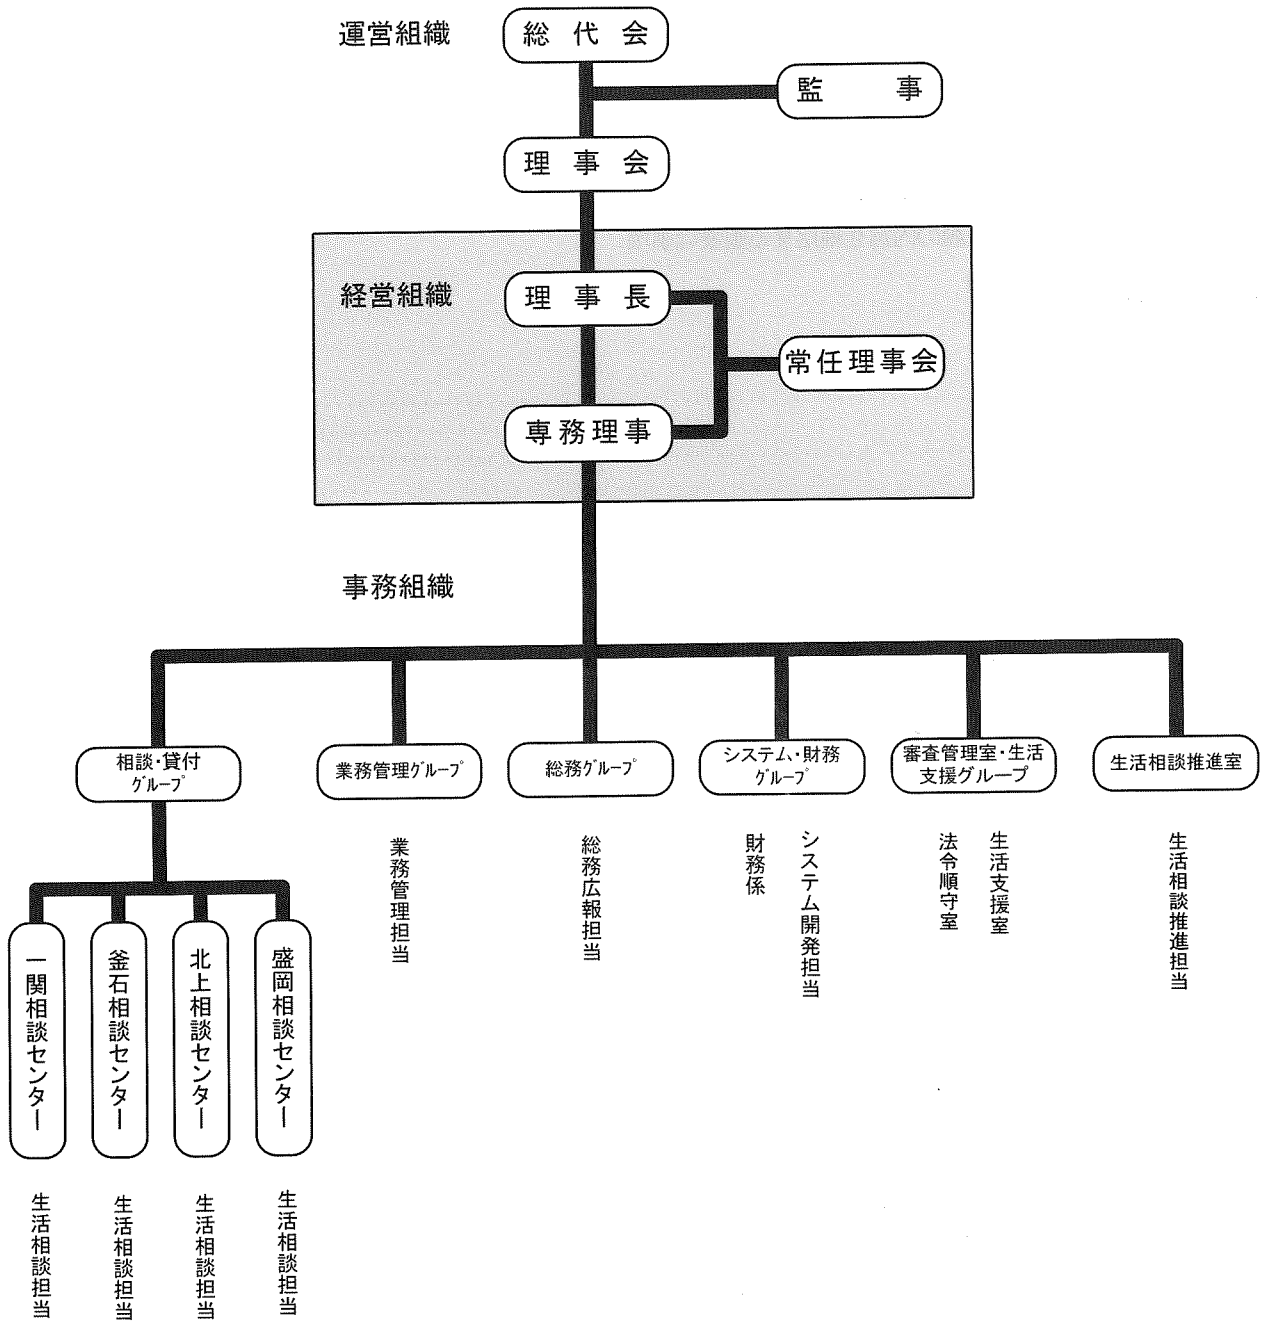 運営組織
総代会
監事
理事会
経営組織
理事長
常任理事会
専務理事
事務組織
相談・貸付
グループ
業務管理グループ
総務グループ
システム・財務
グループ
審査管理室・生活
支援グループ
生活相談推進室
業務管理担当
総務広報担当
システム開発担当
財務係
生活支援室
法令順守室
生活相談推進担当
盛岡相談センター
北上相談センター
釜石相談センター
一関相談センター
生活相談担当
生活相談担当
生活相談担当
生活相談担当